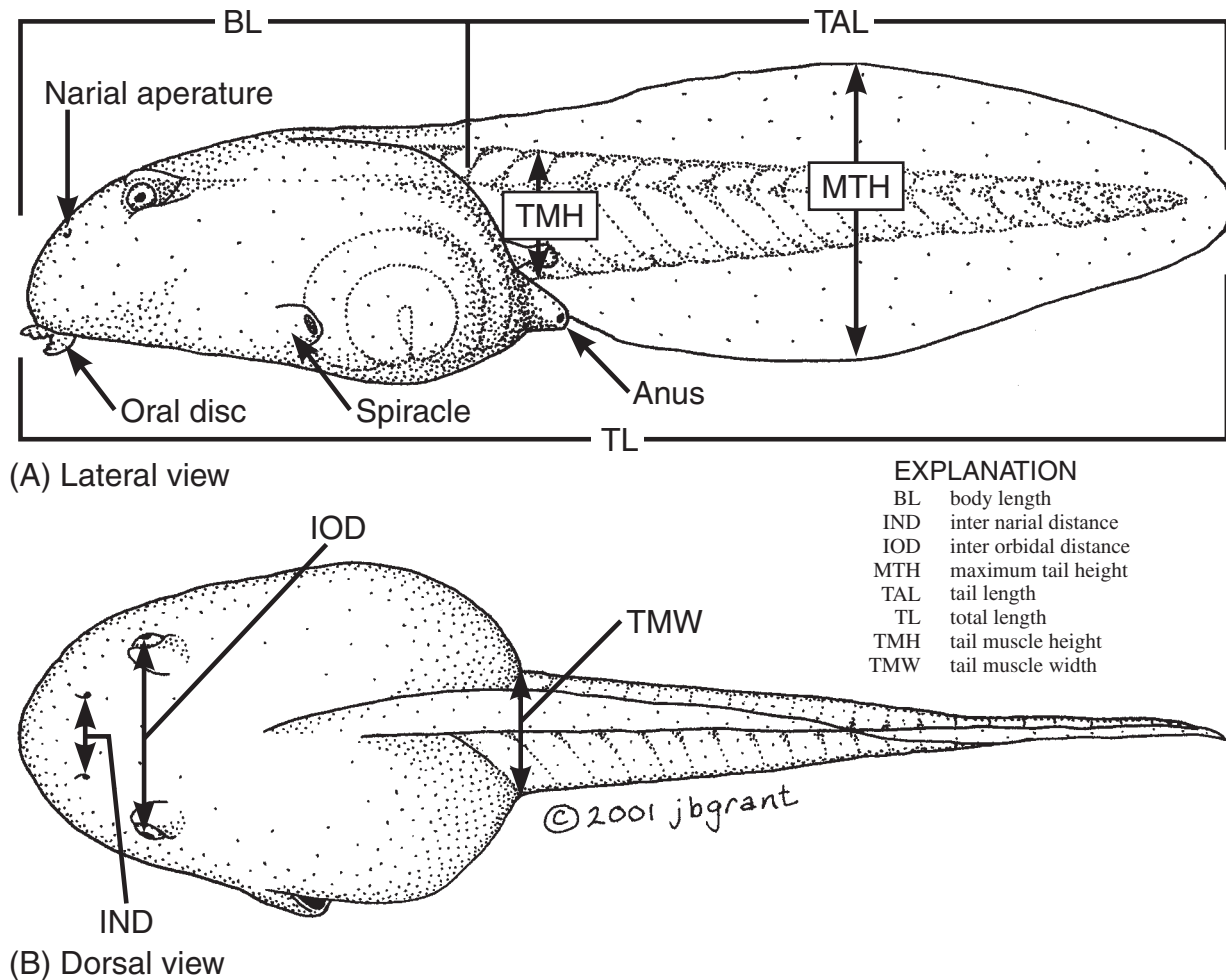 BL
TAL
Narial aperature
TMH
MTH
Oral disc
Spiracle
Anus
TL
(A) Lateral view
EXPLANATION
BL body length
IND inter narial distance
IOD inter orbidal distance
MTH maximum tail height
TAL tail length
TL total length
TMH tail muscle height
TMW tail muscle width
IOD
TMW
© 2001 jbgrant
IND
(B) Dorsal view